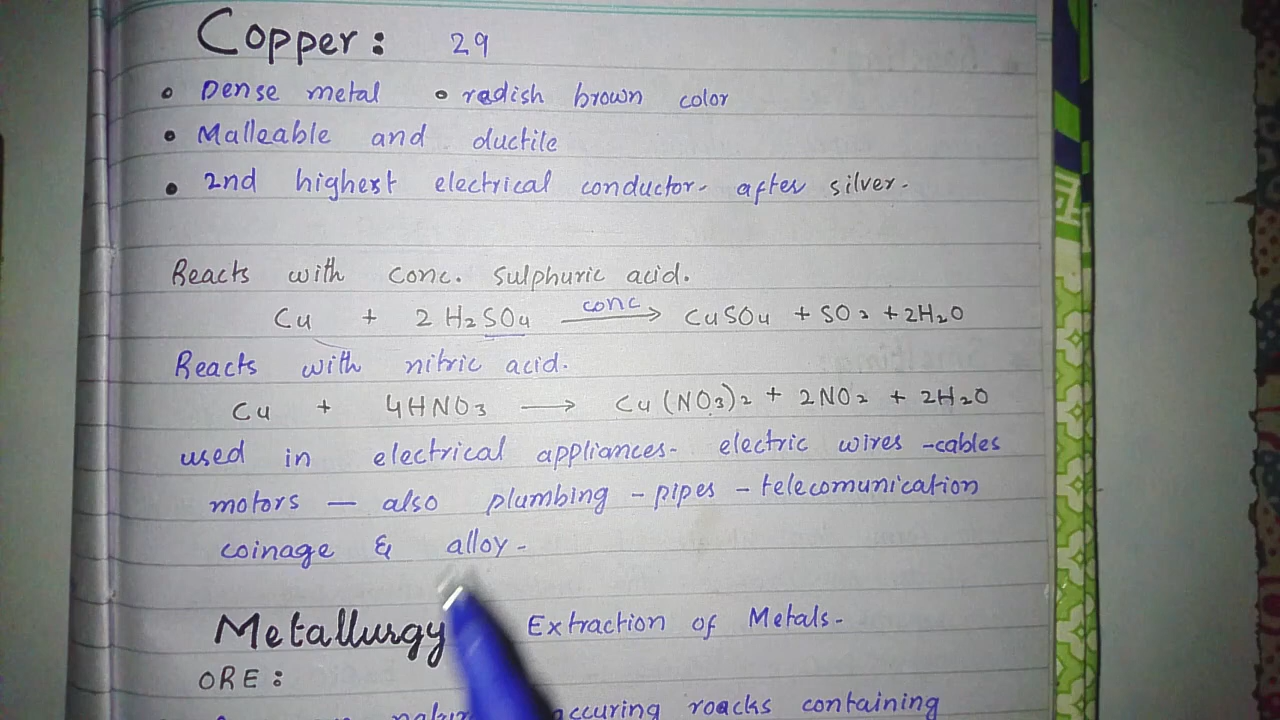 Copper: 29
• Dense metal • redish brown color
• Malleable and ductile
• 2nd highest electrical conductor- after silver.
Reacts with conc. sulphuric acid.
Cu + 2 H2SO4 conc → CuSO4 + SO2 + 2H2O
Reacts with nitric acid.
Cu + 4HNO3 → Cu(NO3)2 + 2NO2 + 2H2O
used in electrical appliances- electric wires -cables
motors — also plumbing - pipes - telecomunication
coinage & alloy-
Metallurgy Extraction of Metals-
ORE:
accuring roacks containing